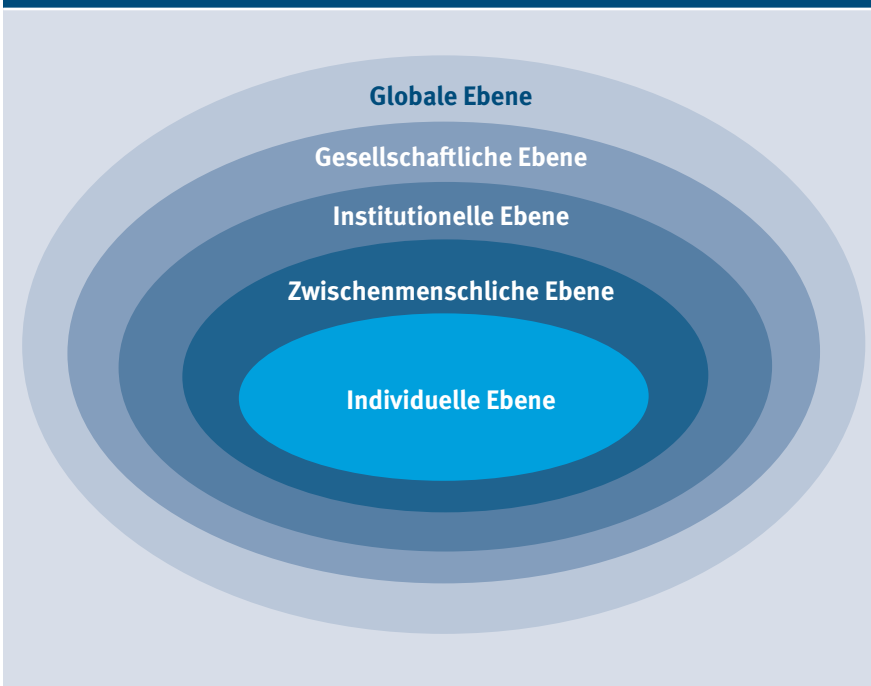 Globale Ebene
Gesellschaftliche Ebene
Institutionelle Ebene
Zwischenmenschliche Ebene
Individuelle Ebene